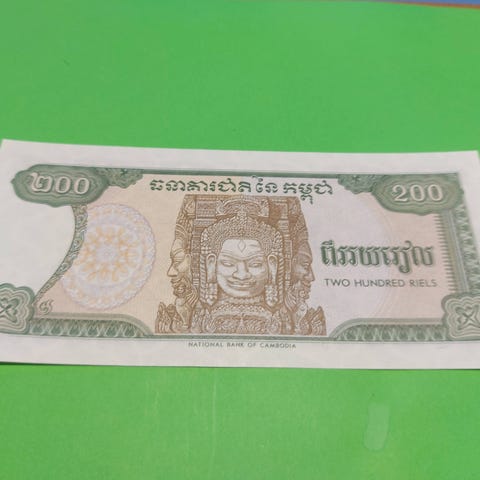 ២០០
ធនាគារជាតិនៃ កម្ពុជា
200
ពីររយរៀល
TWO HUNDRED RIELS
NATIONAL BANK OF CAMBODIA